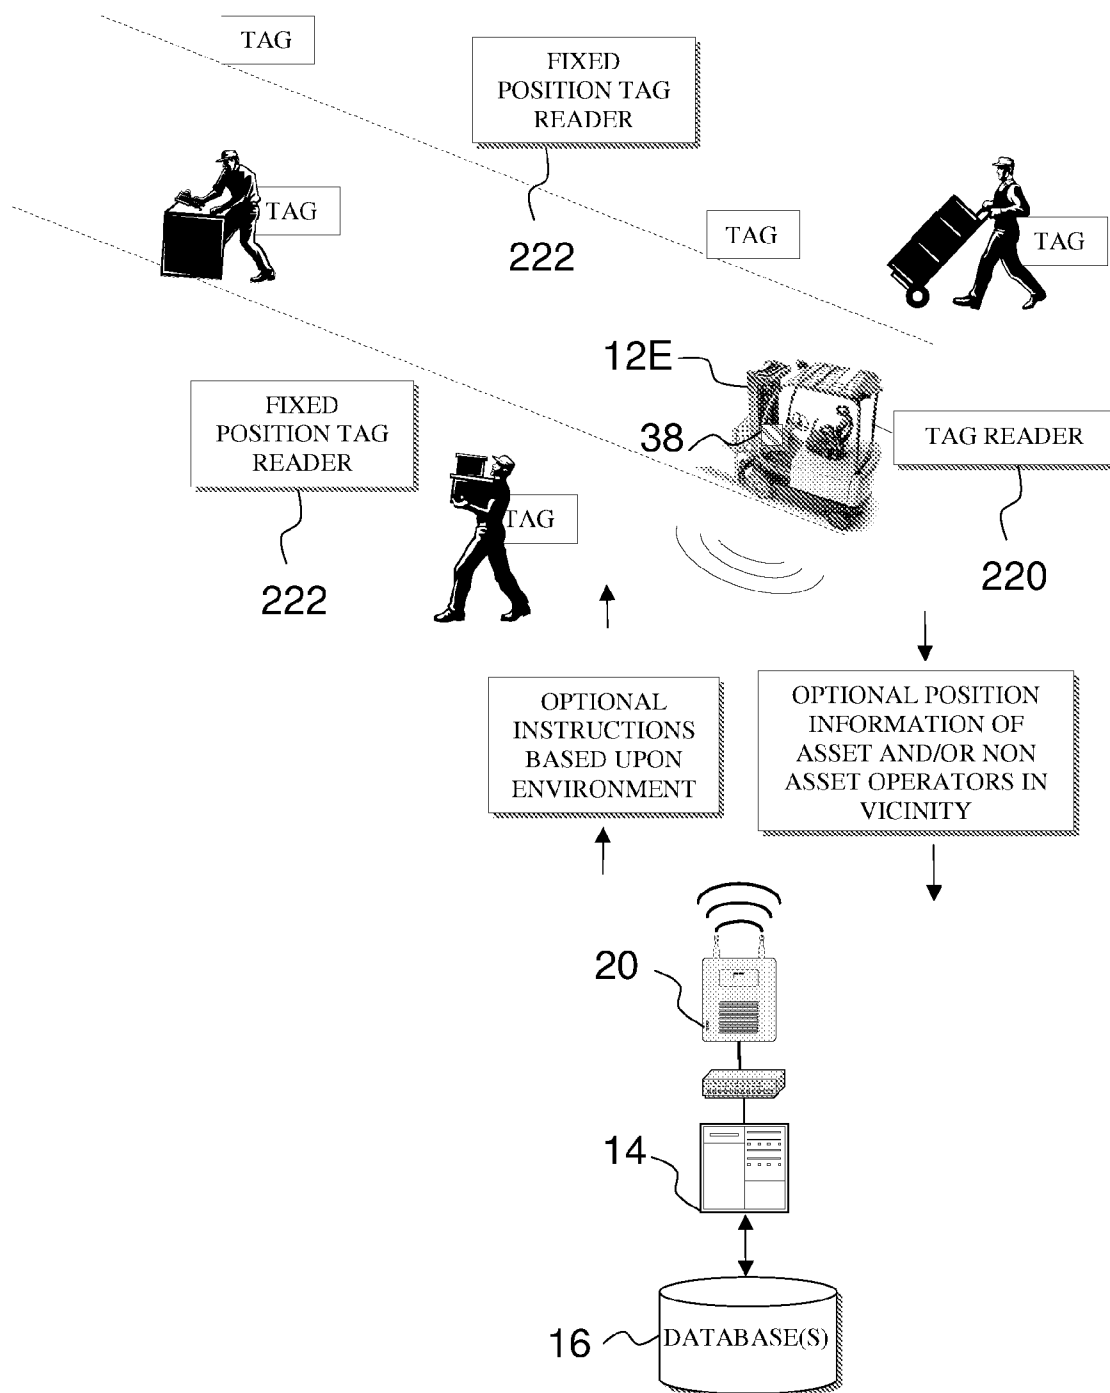 TAG
FIXED
POSITION TAG
READER
TAG
222
TAG
TAG
12E
FIXED
POSITION TAG
READER
38
TAG READER
TAG
222
220
OPTIONAL
INSTRUCTIONS
BASED UPON
ENVIRONMENT
OPTIONAL POSITION
INFORMATION OF
ASSET AND/OR NON
ASSET OPERATORS IN
VICINITY
20
14
16
DATABASE(S)